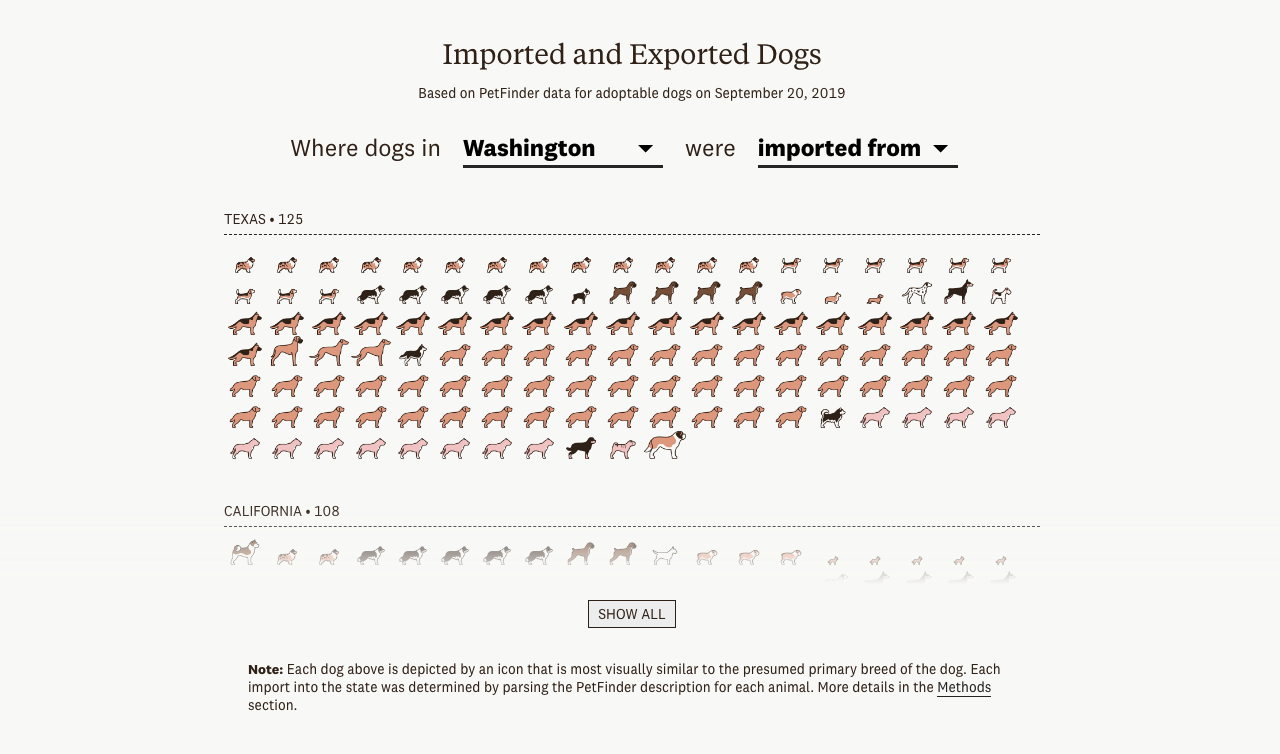 Imported and Exported Dogs
Based on PetFinder data for adoptable dogs on September 20, 2019
Where dogs in Washington were imported from
TEXAS • 125
CALIFORNIA • 108
SHOW ALL
Note: Each dog above is depicted by an icon that is most visually similar to the presumed primary breed of the dog. Each
import into the state was determined by parsing the PetFinder description for each animal. More details in the Methods
section.